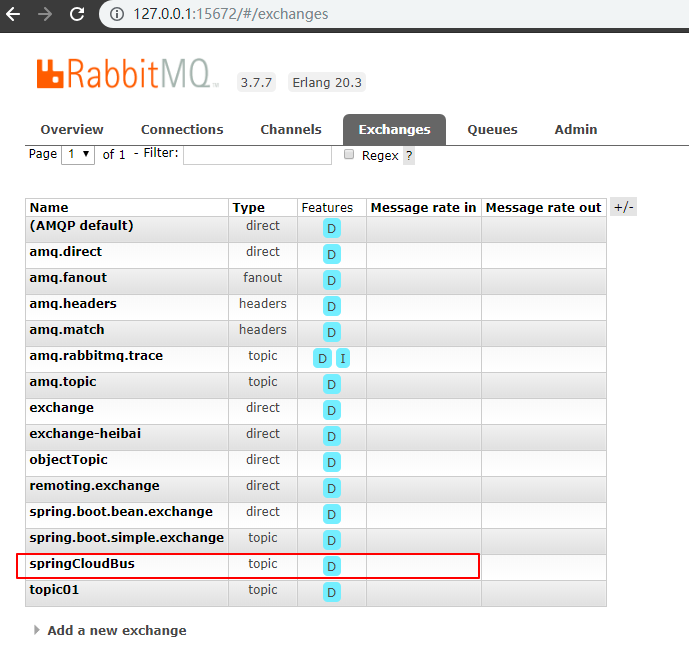 127.0.0.1:15672/#/exchanges
RabbitMQ TM 3.7.7 Erlang 20.3
Overview Connections Channels Exchanges Queues Admin
Page 1 of 1 - Filter: Regex ?
Name Type Features Message rate in Message rate out +/-
(AMQP default) direct D
amq.direct direct D
amq.fanout fanout D
amq.headers headers D
amq.match headers D
amq.rabbitmq.trace topic D I
amq.topic topic D
exchange direct D
exchange-heibai direct D
objectTopic direct D
remoting.exchange direct D
spring.boot.bean.exchange direct D
spring.boot.simple.exchange topic D
springCloudBus topic D
topic01 topic D
Add a new exchange